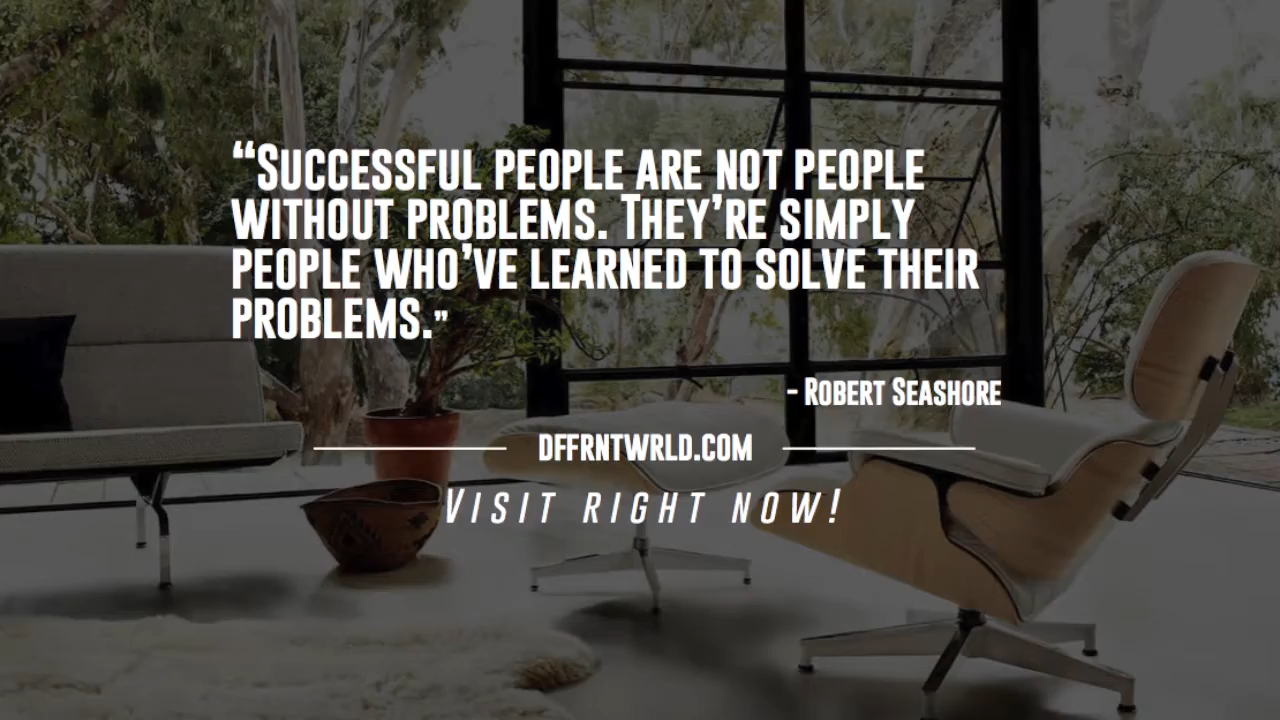 “Successful people are not people
without problems. They’re simply
people who’ve learned to solve their
problems.”
- Robert Seashore
DFFRNTWRLD.COM
Visit right now!